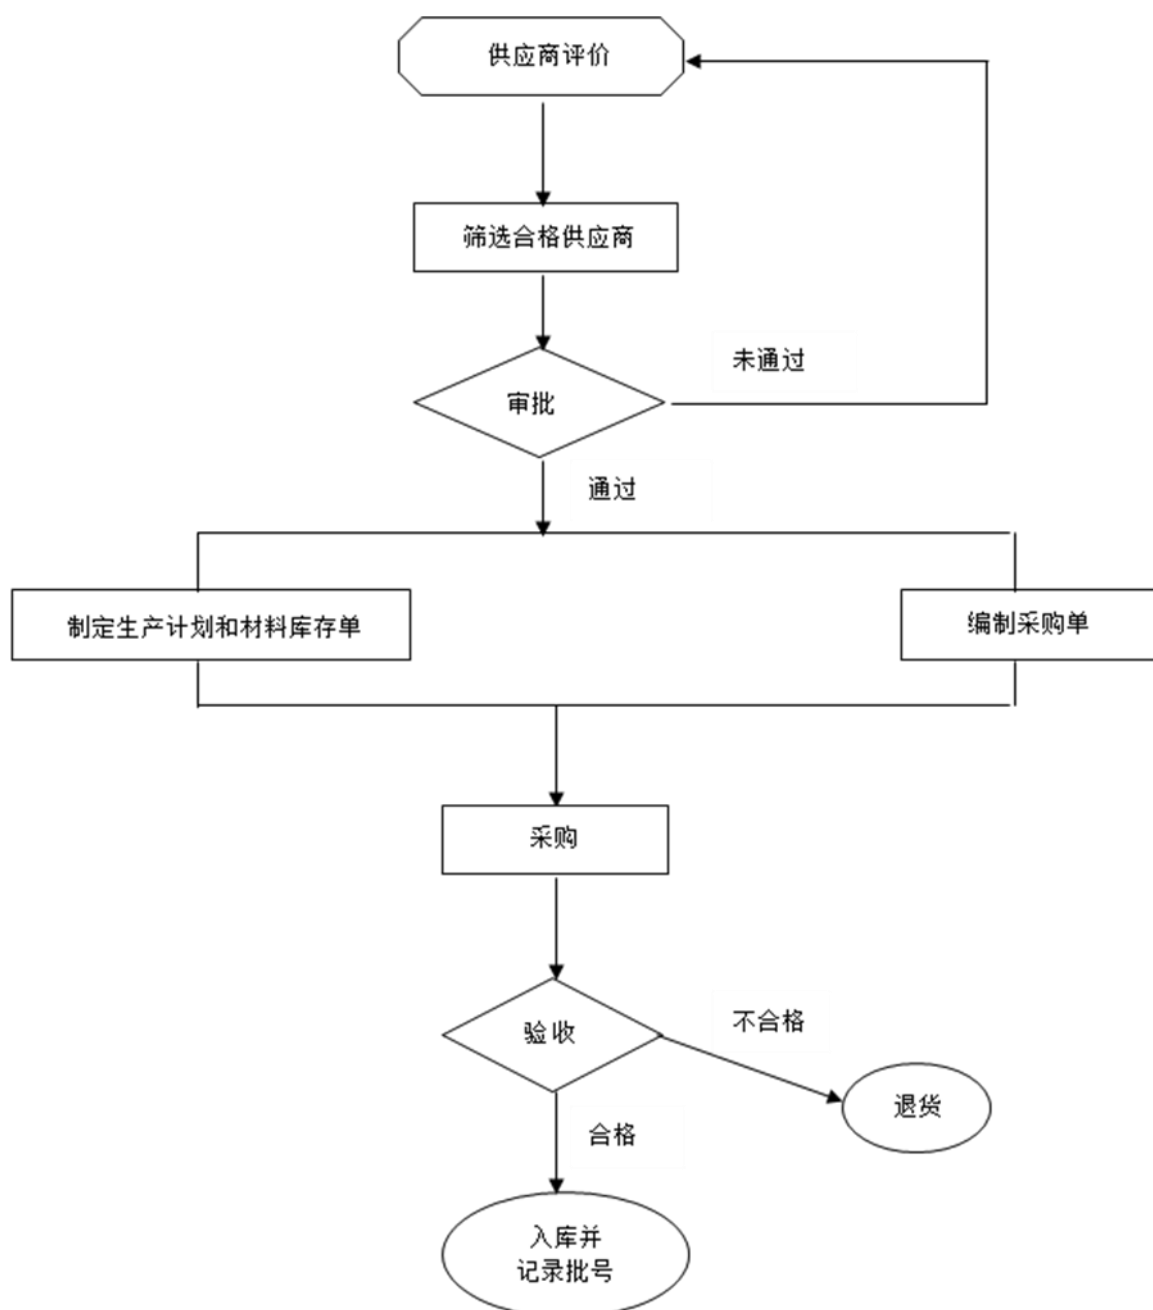 供应商评价
筛选合格供应商
未通过
审批
通过
制定生产计划和材料库存单
编制采购单
采购
不合格
验收
退货
合格
入库并
记录批号